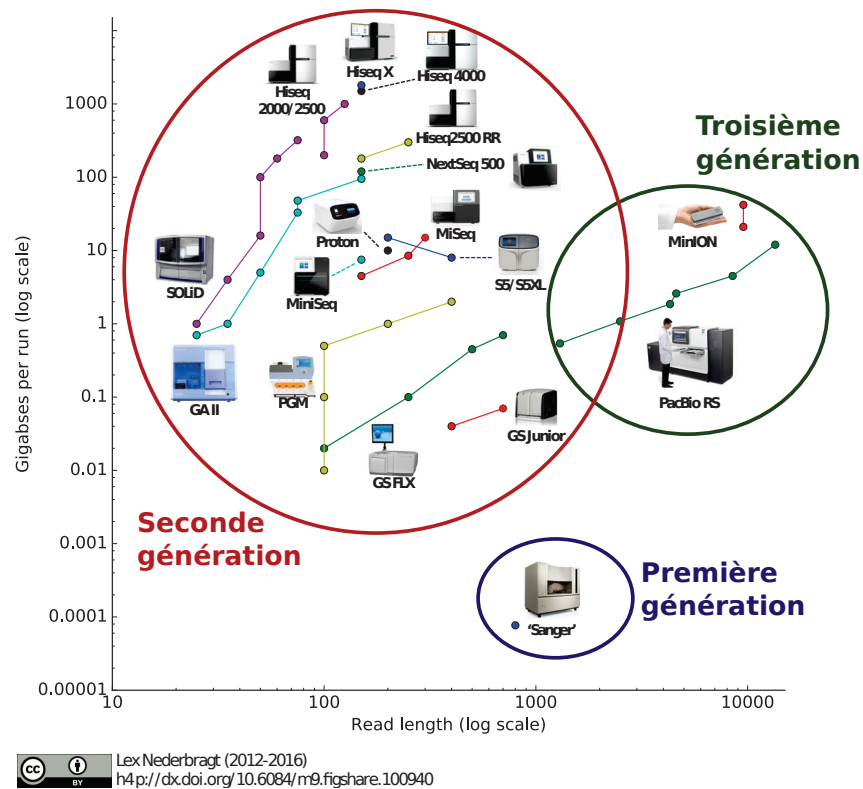 Hiseq X
Hiseq 4000
Hiseq
2000/2500
1000
Hiseq2500 RR
Troisième
génération
NextSeq 500
100
MiSeq
Proton
MinION
10
SOLiD
MiniSeq
S5/S5XL
1
GA II
PGM
PacBio RS
0.1
GS Junior
GS FLX
0.01
Gigabses per run (log scale)
Seconde
génération
0.001
Première
génération
0.0001
‘Sanger’
0.00001
10
100
1000
10000
Read length (log scale)
cc
BY
Lex Nederbragt (2012-2016)
h4p://dx.doi.org/10.6084/m9.figshare.100940